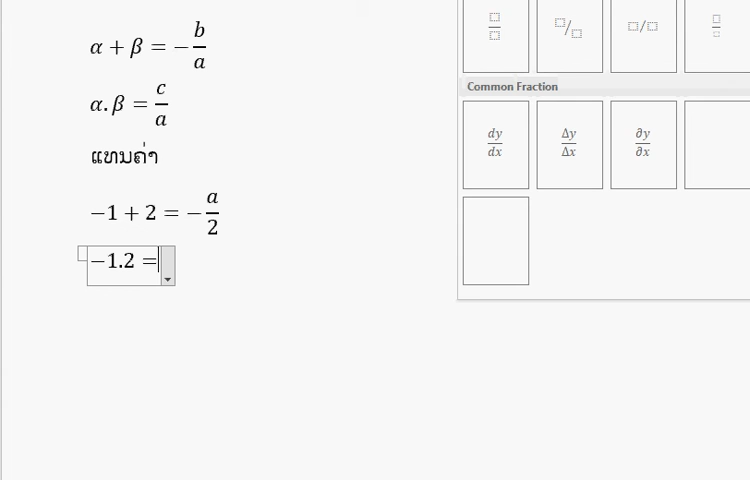 α + β = −b/a
α.β = c/a
ແທນຄ່າ
−1 + 2 = −a/2
−1.2 =
Common Fraction
dy/dx Δy/Δx ∂y/∂x